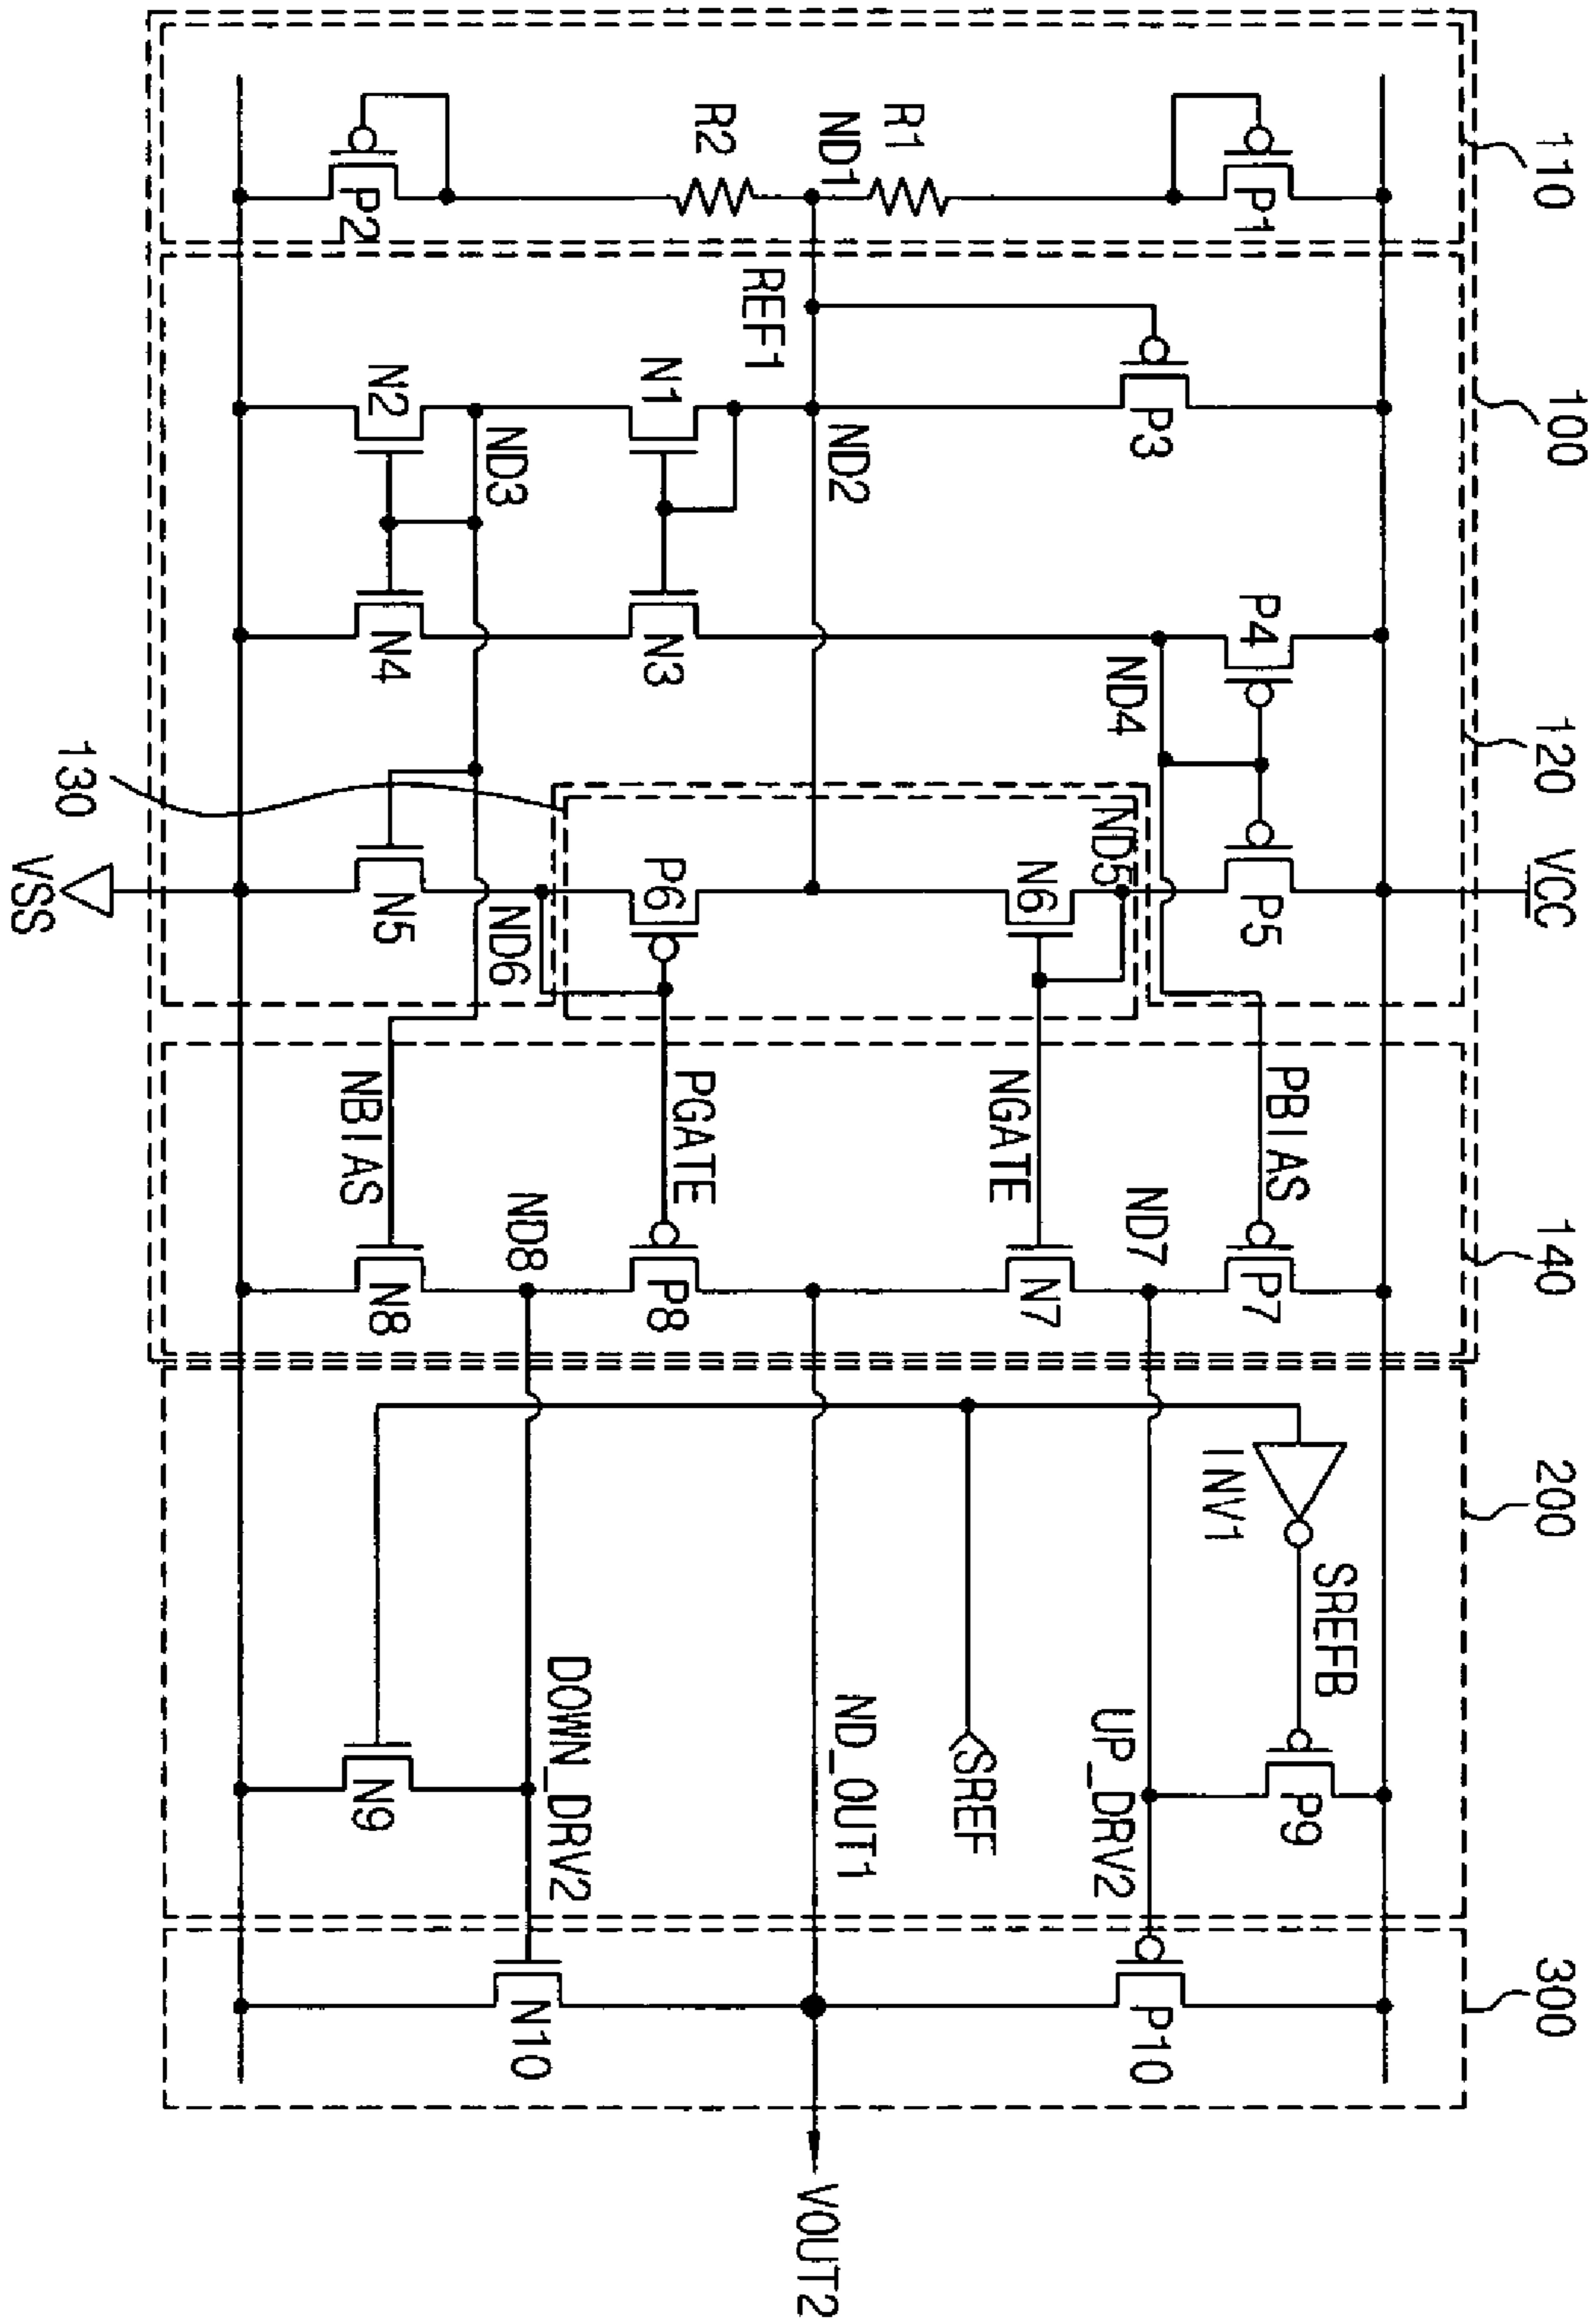 110
100
120
VCC
140
200
300
P1
R1
ND1
R2
P2
P3
ND2
REF1
N1
ND3
N2
P4
ND4
N3
N4
P5
ND5
N6
P6
ND6
N5
130
VSS
PBIAS
NGATE
PGATE
NBIAS
P7
ND7
N7
P8
ND8
N8
INV1
SREFB
P9
UP_DRV2
SREF
ND_OUT1
DOWN_DRV2
N9
P10
N10
VOUT2